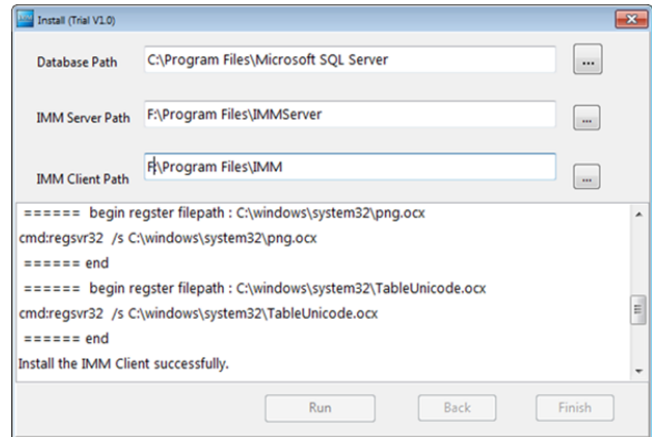 Install (Trial V1.0)
Database Path C:\Program Files\Microsoft SQL Server ...
IMM Server Path F:\Program Files\IMMServer ...
IMM Client Path F:\Program Files\IMM ...
====== begin regster filepath : C:\windows\system32\png.ocx
cmd:regsvr32 /s C:\windows\system32\png.ocx
====== end
====== begin regster filepath : C:\windows\system32\TableUnicode.ocx
cmd:regsvr32 /s C:\windows\system32\TableUnicode.ocx
====== end
Install the IMM Client successfully.
Run Back Finish